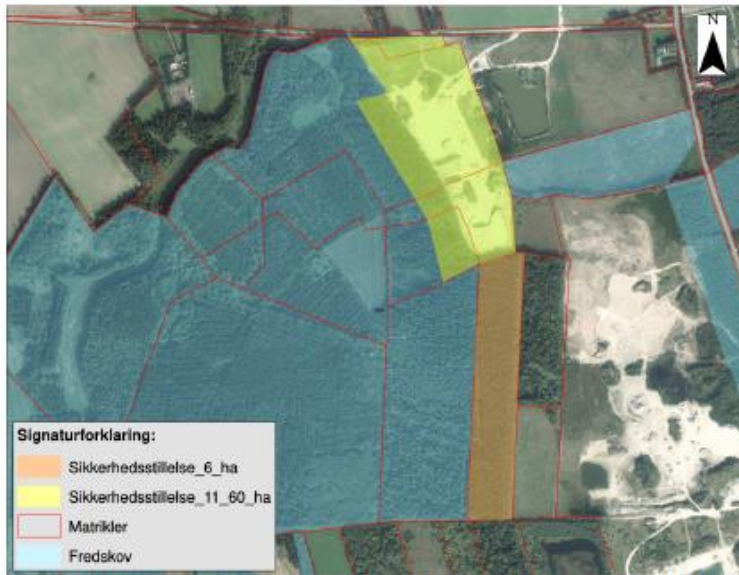 N
Signaturforklaring:
Sikkerhedsstillelse_6_ha
Sikkerhedsstillelse_11_60_ha
Matrikler
Fredskov